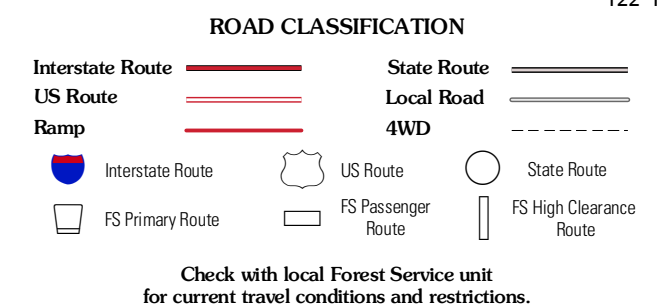 ROAD CLASSIFICATION
Interstate Route
State Route
US Route
Local Road
Ramp
4WD
Interstate Route
US Route
State Route
FS Primary Route
FS Passenger
Route
FS High Clearance
Route
Check with local Forest Service unit
for current travel conditions and restrictions.